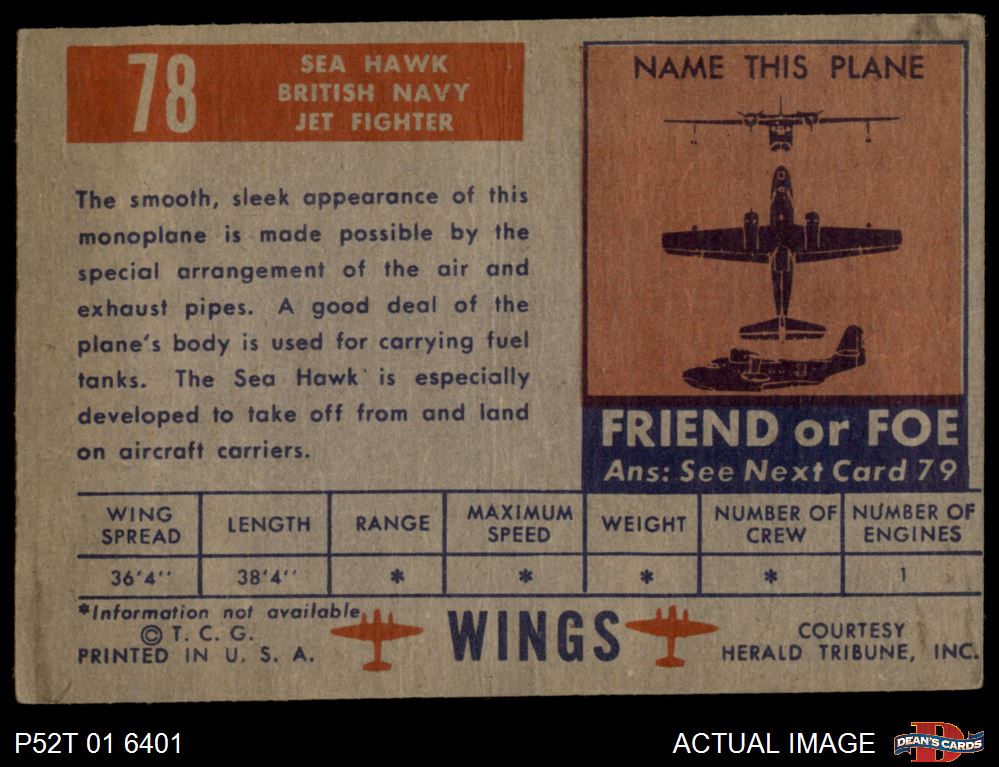 78
SEA HAWK
BRITISH NAVY
JET FIGHTER
The smooth, sleek appearance of this
monoplane is made possible by the
special arrangement of the air and
exhaust pipes. A good deal of the
plane's body is used for carrying fuel
tanks. The Sea Hawk is especially
developed to take off from and land
on aircraft carriers.
NAME THIS PLANE
FRIEND or FOE
Ans: See Next Card 79
WING SPREAD LENGTH RANGE MAXIMUM SPEED WEIGHT NUMBER OF CREW NUMBER OF ENGINES
36'4" 38'4" * * * * 1
*Information not available
© T. C. G.
PRINTED IN U. S. A.
WINGS
COURTESY
HERALD TRIBUNE, INC.
P52T 01 6401
ACTUAL IMAGE
D
DEAN'S CARDS